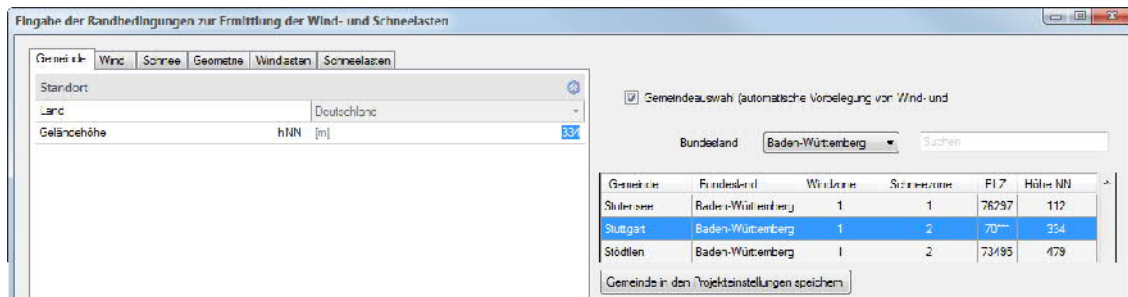 Eingabe der Randbedingungen zur Ermittlung der Wind- und Schneelasten
Gemeinde Wind Schnee Geometrie Windlasten Schneelasten
Standort
Land Deutschland
Geländehöhe hNN [m] 334
Gemeindeauswahl (automatische Vorbelegung von Wind- und
Bundesland Baden-Württemberg Suchen
Gemeinde Bundesland Windzone Schneezone PLZ Höhe NN
Stutensee Baden-Württemberg 1 1 76297 112
Stuttgart Baden-Württemberg 1 2 70*** 334
Stödtlen Baden-Württemberg 1 2 73495 479
Gemeinde in den Projekteinstellungen speichern